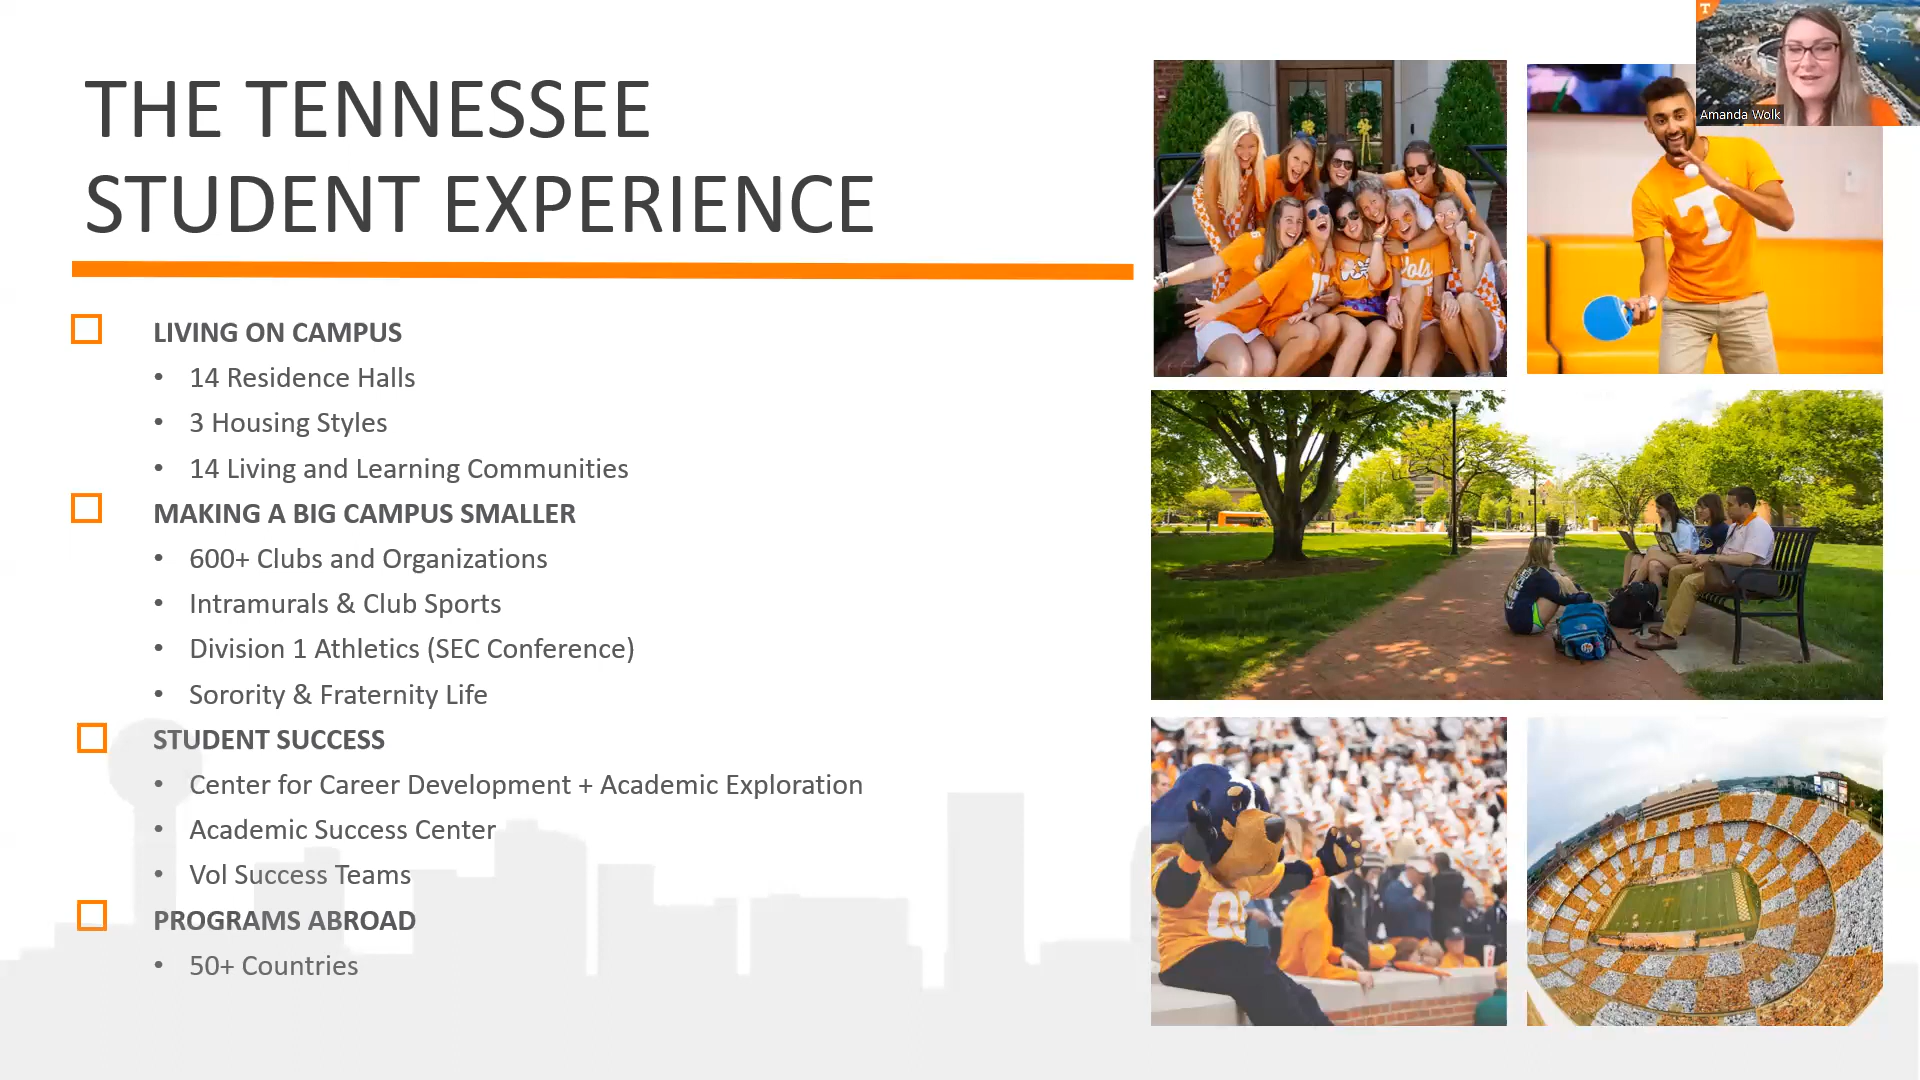 THE TENNESSEE
STUDENT EXPERIENCE
LIVING ON CAMPUS
• 14 Residence Halls
• 3 Housing Styles
• 14 Living and Learning Communities
MAKING A BIG CAMPUS SMALLER
• 600+ Clubs and Organizations
• Intramurals & Club Sports
• Division 1 Athletics (SEC Conference)
• Sorority & Fraternity Life
STUDENT SUCCESS
• Center for Career Development + Academic Exploration
• Academic Success Center
• Vol Success Teams
PROGRAMS ABROAD
• 50+ Countries
T
Amanda Wolk
Vols
T